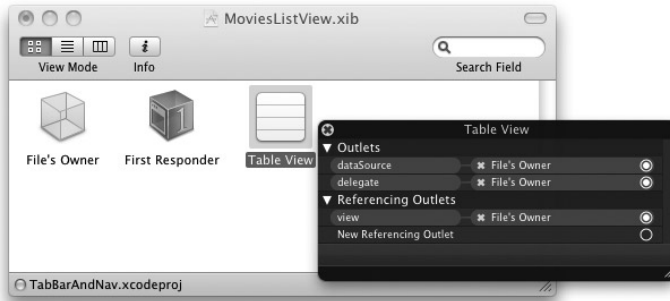 MoviesListView.xib
View Mode
Info
Search Field
File's Owner
First Responder
1
Table View
Table View
Outlets
dataSource
File's Owner
delegate
File's Owner
Referencing Outlets
view
File's Owner
New Referencing Outlet
TabBarAndNav.xcodeproj